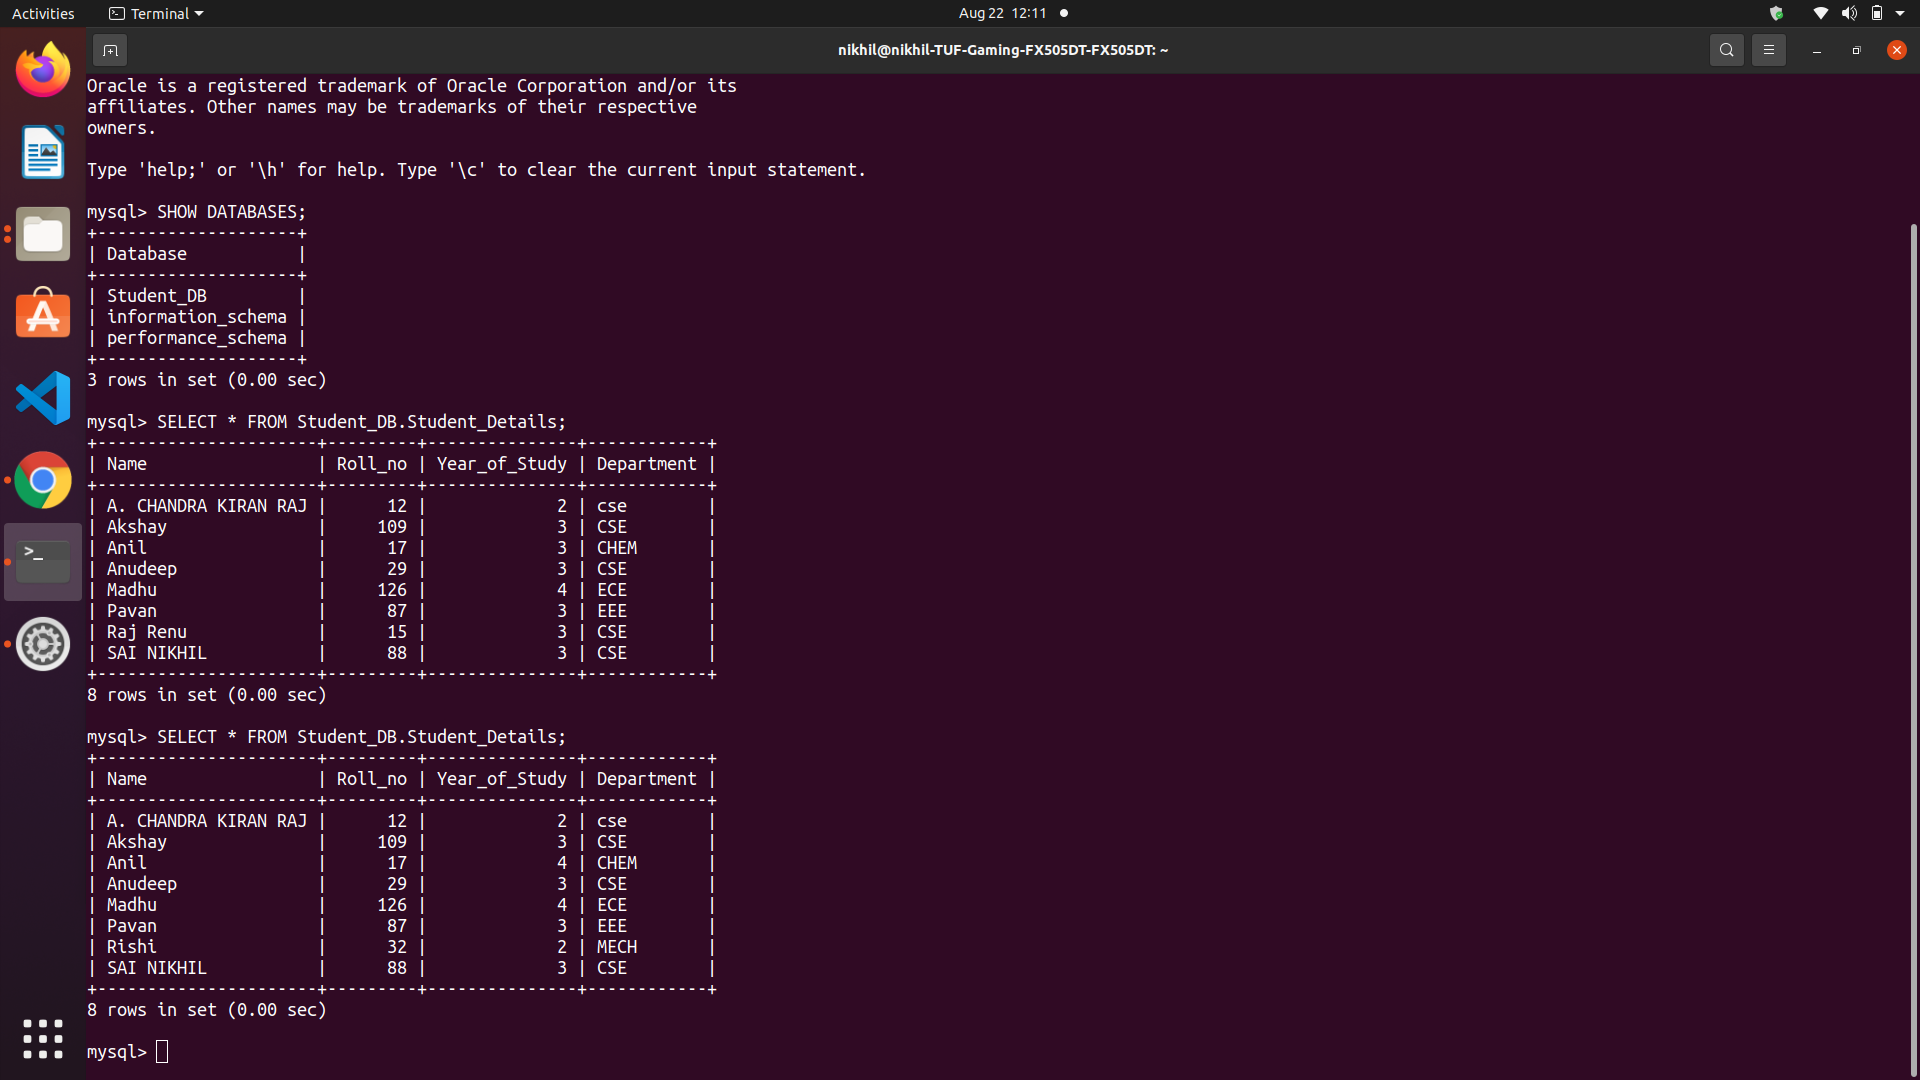 Activities
Terminal
Aug 22 12:11
nikhil@nikhil-TUF-Gaming-FX505DT-FX505DT: ~
Oracle is a registered trademark of Oracle Corporation and/or its
affiliates. Other names may be trademarks of their respective
owners.
Type 'help;' or '\h' for help. Type '\c' to clear the current input statement.
mysql> SHOW DATABASES;
+--------------------+
| Database           |
+--------------------+
| Student_DB         |
| information_schema |
| performance_schema |
+--------------------+
3 rows in set (0.00 sec)
mysql> SELECT * FROM Student_DB.Student_Details;
+----------------------+---------+---------------+------------+
| Name                 | Roll_no | Year_of_Study | Department |
+----------------------+---------+---------------+------------+
| A. CHANDRA KIRAN RAJ |      12 |             2 | cse        |
| Akshay               |     109 |             3 | CSE        |
| Anil                 |      17 |             3 | CHEM       |
| Anudeep              |      29 |             3 | CSE        |
| Madhu                |     126 |             4 | ECE        |
| Pavan                |      87 |             3 | EEE        |
| Raj Renu             |      15 |             3 | CSE        |
| SAI NIKHIL           |      88 |             3 | CSE        |
+----------------------+---------+---------------+------------+
8 rows in set (0.00 sec)
mysql> SELECT * FROM Student_DB.Student_Details;
+----------------------+---------+---------------+------------+
| Name                 | Roll_no | Year_of_Study | Department |
+----------------------+---------+---------------+------------+
| A. CHANDRA KIRAN RAJ |      12 |             2 | cse        |
| Akshay               |     109 |             3 | CSE        |
| Anil                 |      17 |             4 | CHEM       |
| Anudeep              |      29 |             3 | CSE        |
| Madhu                |     126 |             4 | ECE        |
| Pavan                |      87 |             3 | EEE        |
| Rishi                |      32 |             2 | MECH       |
| SAI NIKHIL           |      88 |             3 | CSE        |
+----------------------+---------+---------------+------------+
8 rows in set (0.00 sec)
mysql>